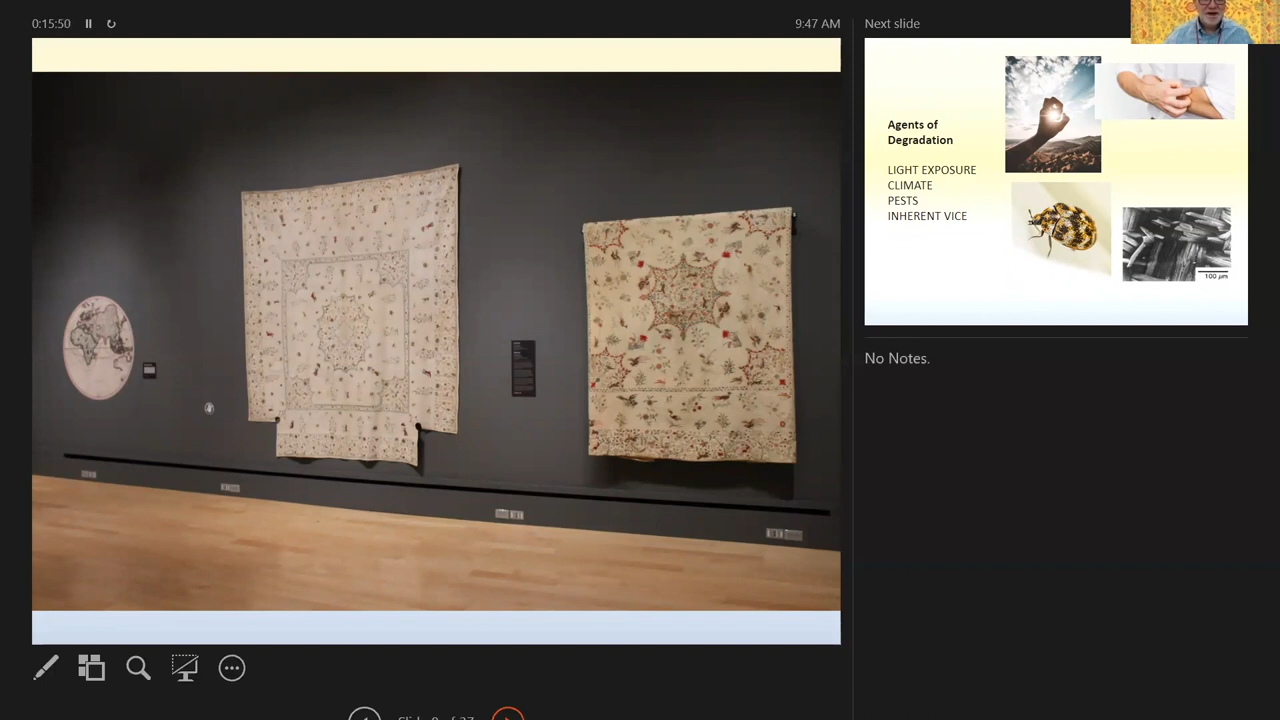 0:15:50
9:47 AM
Next slide
Agents of
Degradation
LIGHT EXPOSURE
CLIMATE
PESTS
INHERENT VICE
100 µm
No Notes.